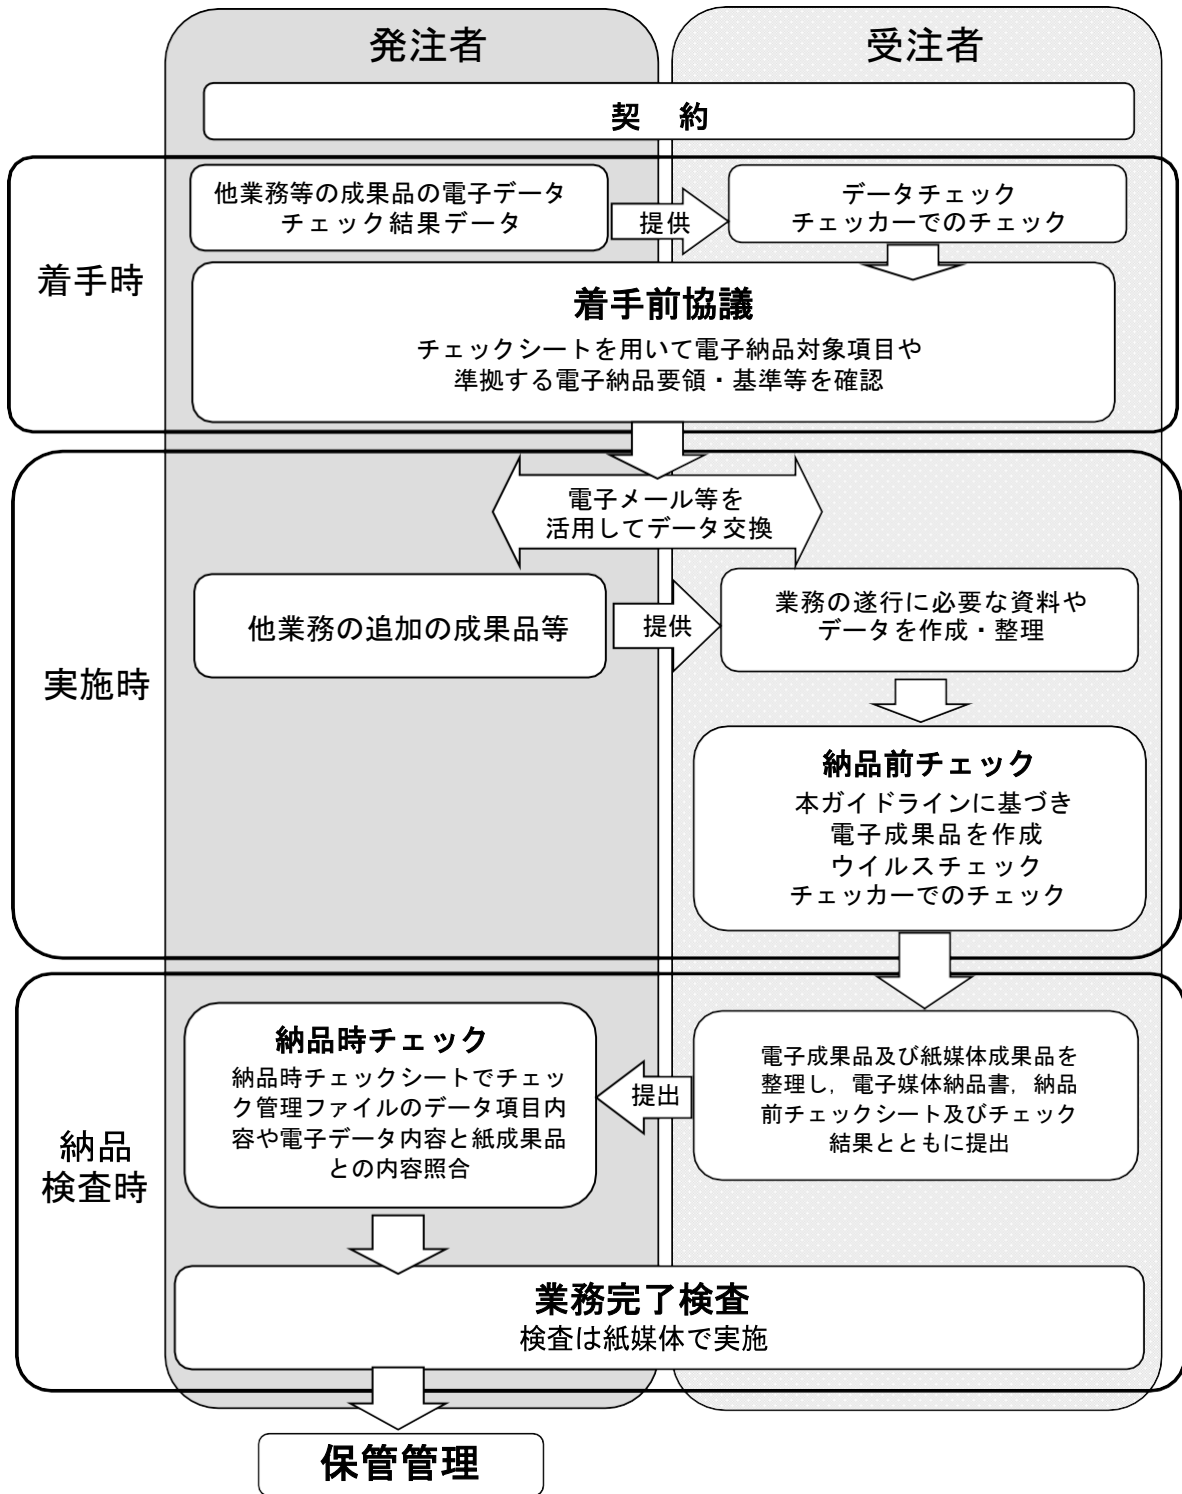 発注者
受注者
契 約
着手時
他業務等の成果品の電子データ
チェック結果データ
提供
データチェック
チェッカーでのチェック
着手前協議
チェックシートを用いて電子納品対象項目や
準拠する電子納品要領・基準等を確認
実施時
電子メール等を
活用してデータ交換
他業務の追加の成果品等
提供
業務の遂行に必要な資料や
データを作成・整理
納品前チェック
本ガイドラインに基づき
電子成果品を作成
ウイルスチェック
チェッカーでのチェック
納品
検査時
納品時チェック
納品時チェックシートでチェッ
ク管理ファイルのデータ項目内
容や電子データ内容と紙成果品
との内容照合
提出
電子成果品及び紙媒体成果品を
整理し，電子媒体納品書，納品
前チェックシート及びチェック
結果とともに提出
業務完了検査
検査は紙媒体で実施
保管管理